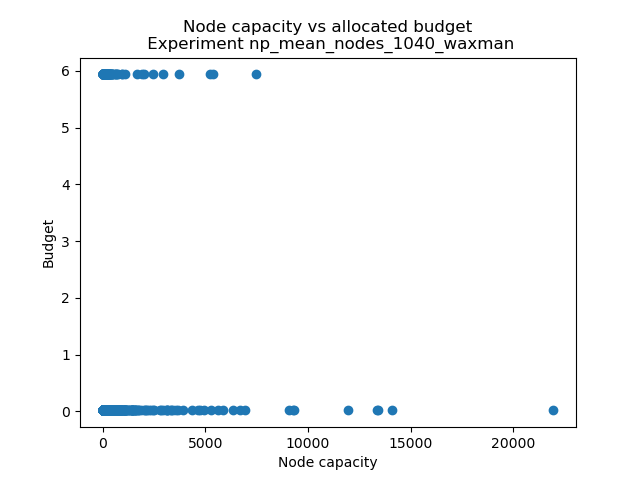 Node capacity vs allocated budget
Experiment np_mean_nodes_1040_waxman
6
5
4
3
2
1
0
Budget
0 5000 10000 15000 20000
Node capacity